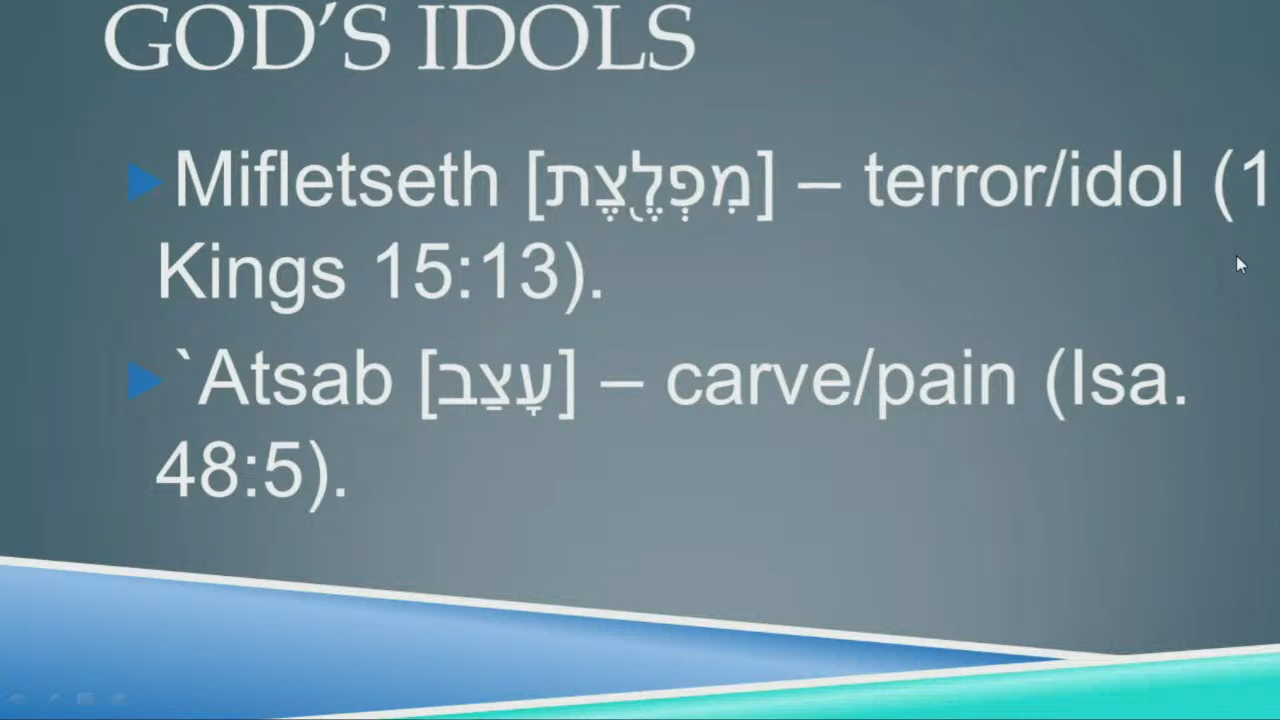 GOD’S IDOLS
Mifletseth [מִפְלֶ֖צֶת] – terror/idol (1
Kings 15:13).
`Atsab [עָצַב] – carve/pain (Isa.
48:5).